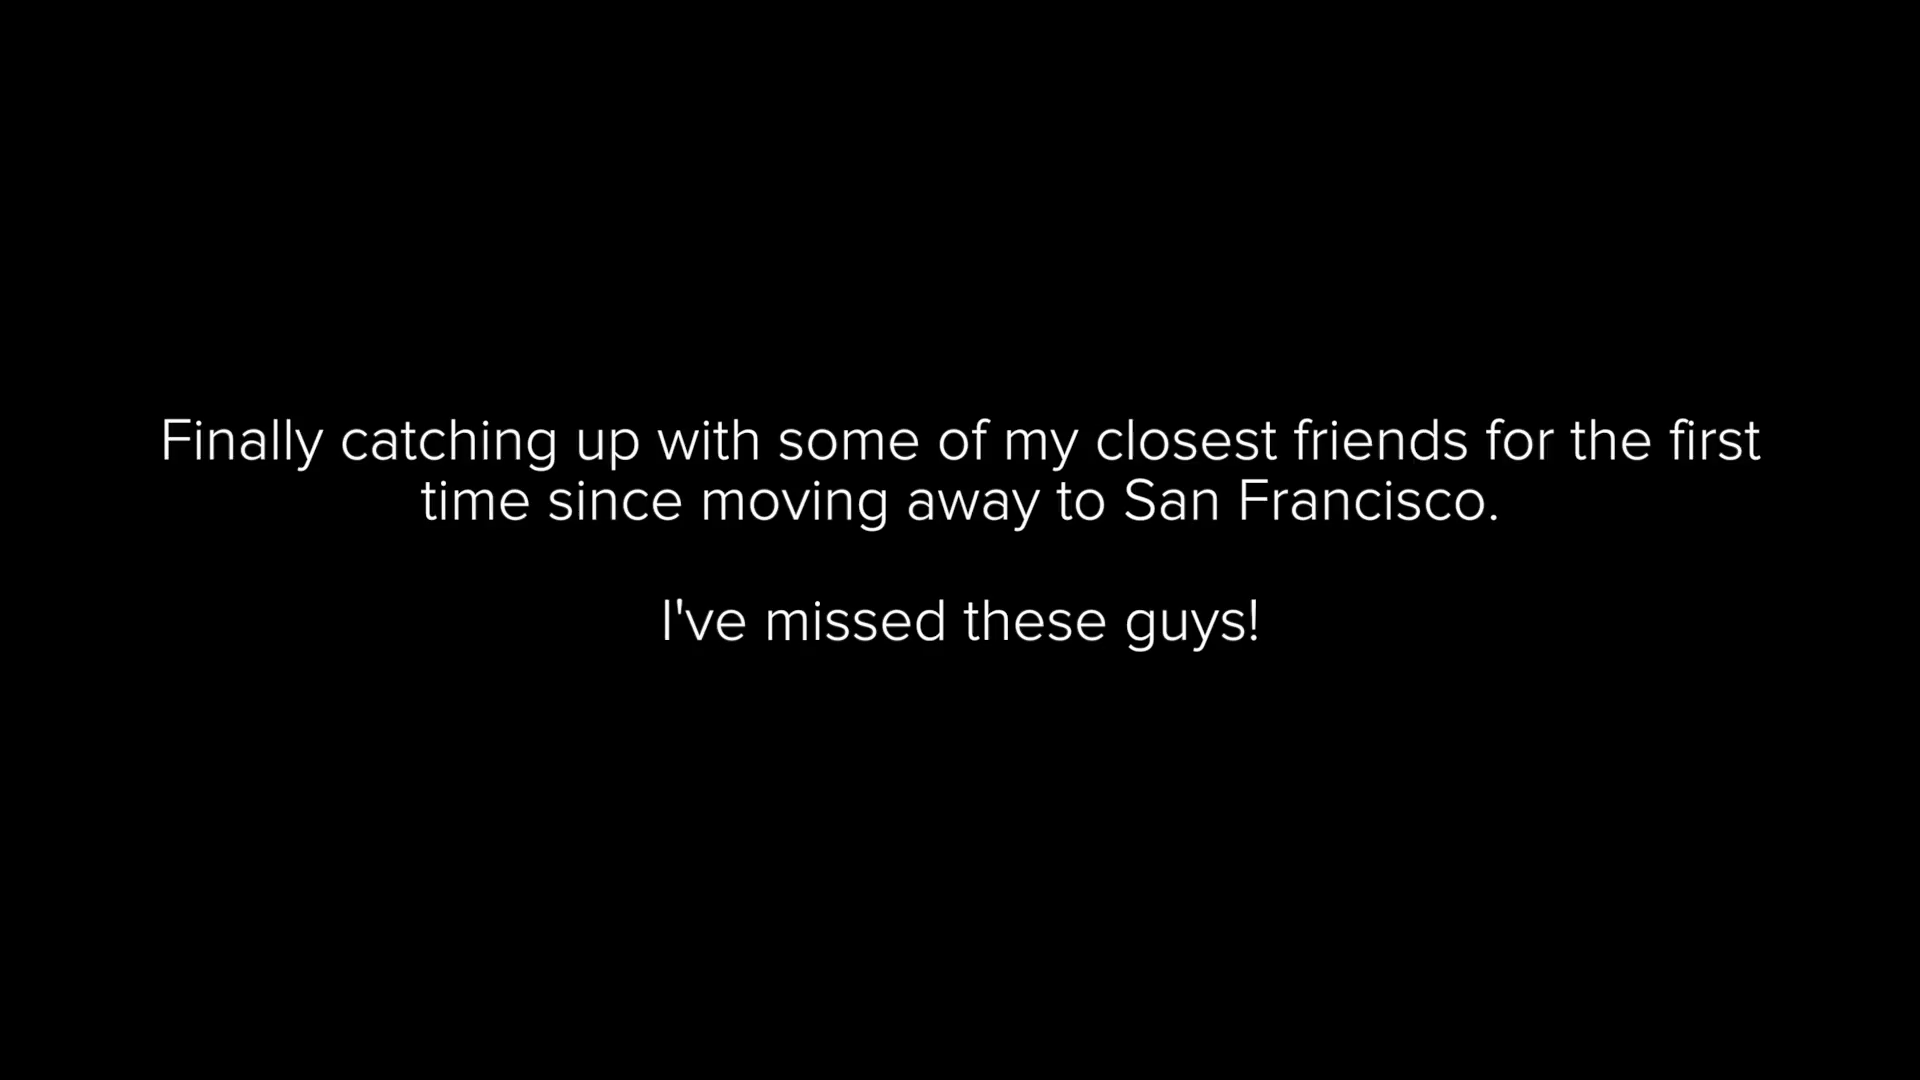 Finally catching up with some of my closest friends for the first
time since moving away to San Francisco.
I've missed these guys!